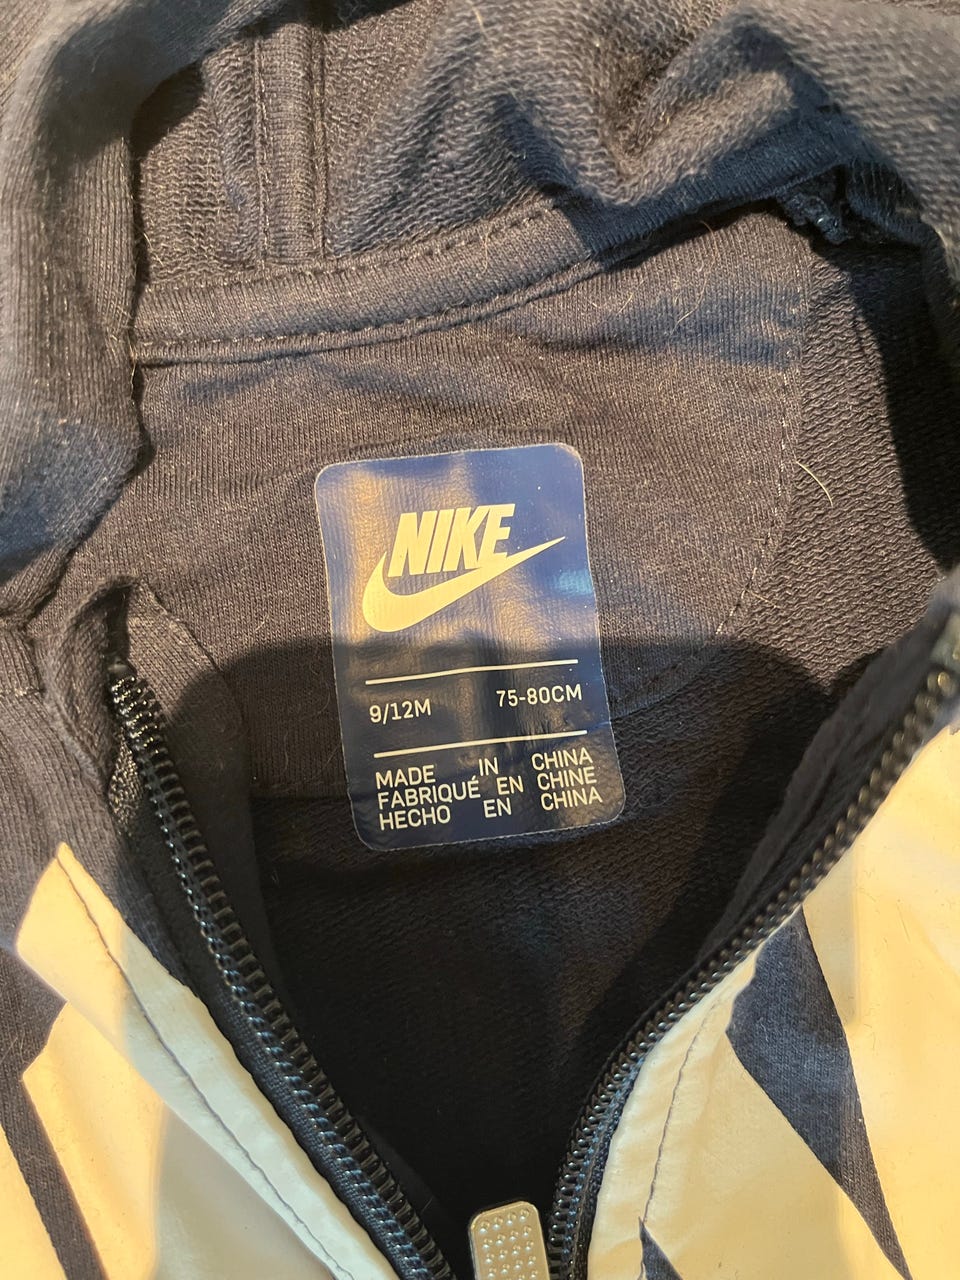 NIKE
9/12M 75-80CM
MADE IN CHINA
FABRIQUÉ EN CHINE
HECHO EN CHINA